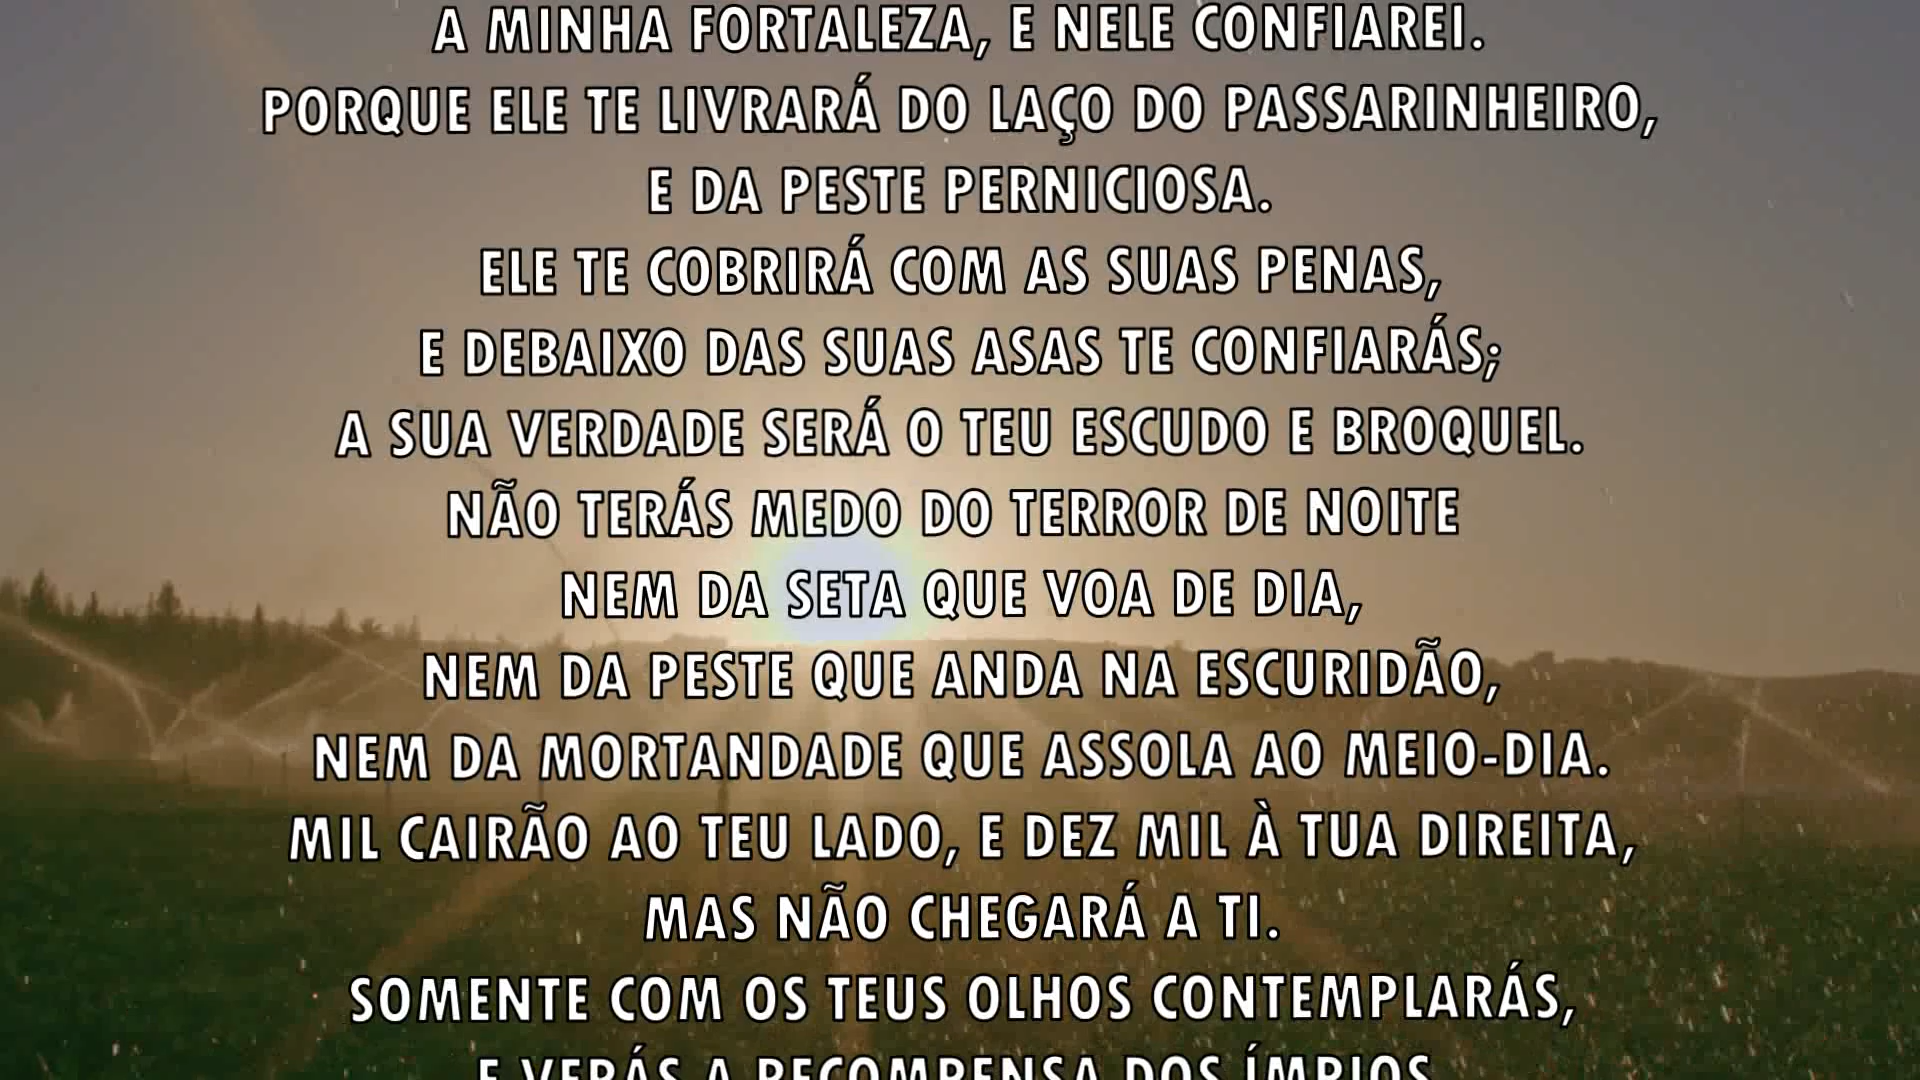 A MINHA FORTALEZA, E NELE CONFIAREI.
PORQUE ELE TE LIVRARÁ DO LAÇO DO PASSARINHEIRO,
E DA PESTE PERNICIOSA.
ELE TE COBRIRÁ COM AS SUAS PENAS,
E DEBAIXO DAS SUAS ASAS TE CONFIARÁS;
A SUA VERDADE SERÁ O TEU ESCUDO E BROQUEL.
NÃO TERÁS MEDO DO TERROR DE NOITE
NEM DA SETA QUE VOA DE DIA,
NEM DA PESTE QUE ANDA NA ESCURIDÃO,
NEM DA MORTANDADE QUE ASSOLA AO MEIO-DIA.
MIL CAIRÃO AO TEU LADO, E DEZ MIL À TUA DIREITA,
MAS NÃO CHEGARÁ A TI.
SOMENTE COM OS TEUS OLHOS CONTEMPLARÁS,
E VERÁS A RECOMPENSA DOS ÍMPIOS.